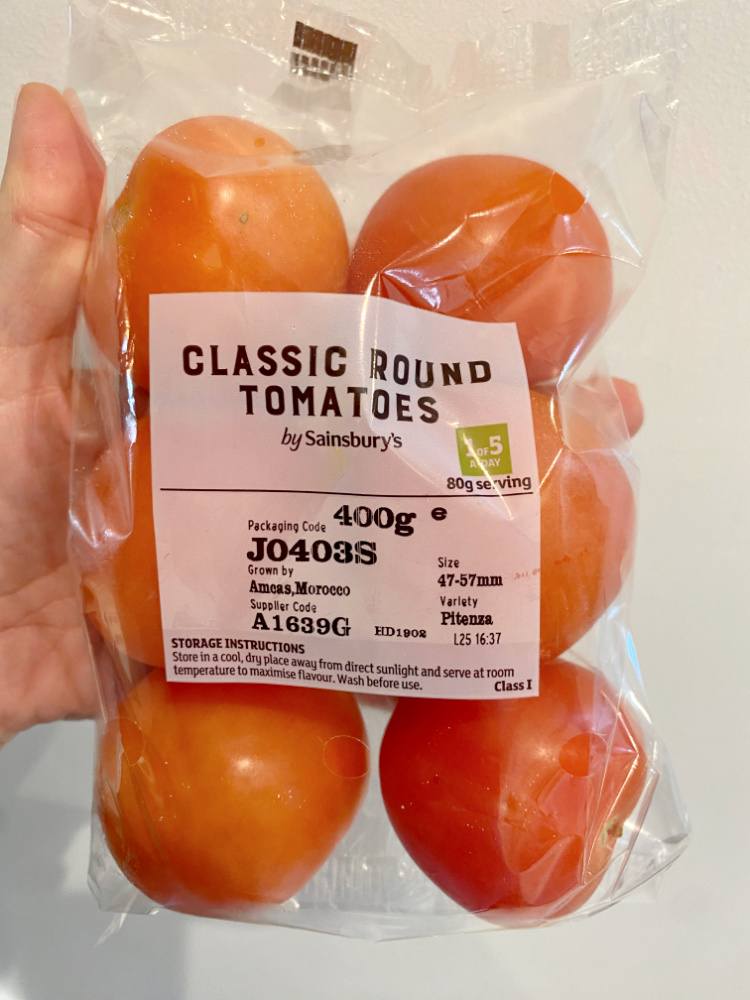 CLASSIC ROUND
TOMATOES
by Sainsbury's
1 OF 5
A DAY
80g serving
Packaging Code 400g e
J0403S
Grown by
Amcas,Morocco
Supplier Code
A1639G HD1902
Size
47-57mm
Variety
Pitenza
L25 16:37
STORAGE INSTRUCTIONS
Store in a cool, dry place away from direct sunlight and serve at room
temperature to maximise flavour. Wash before use.
Class I